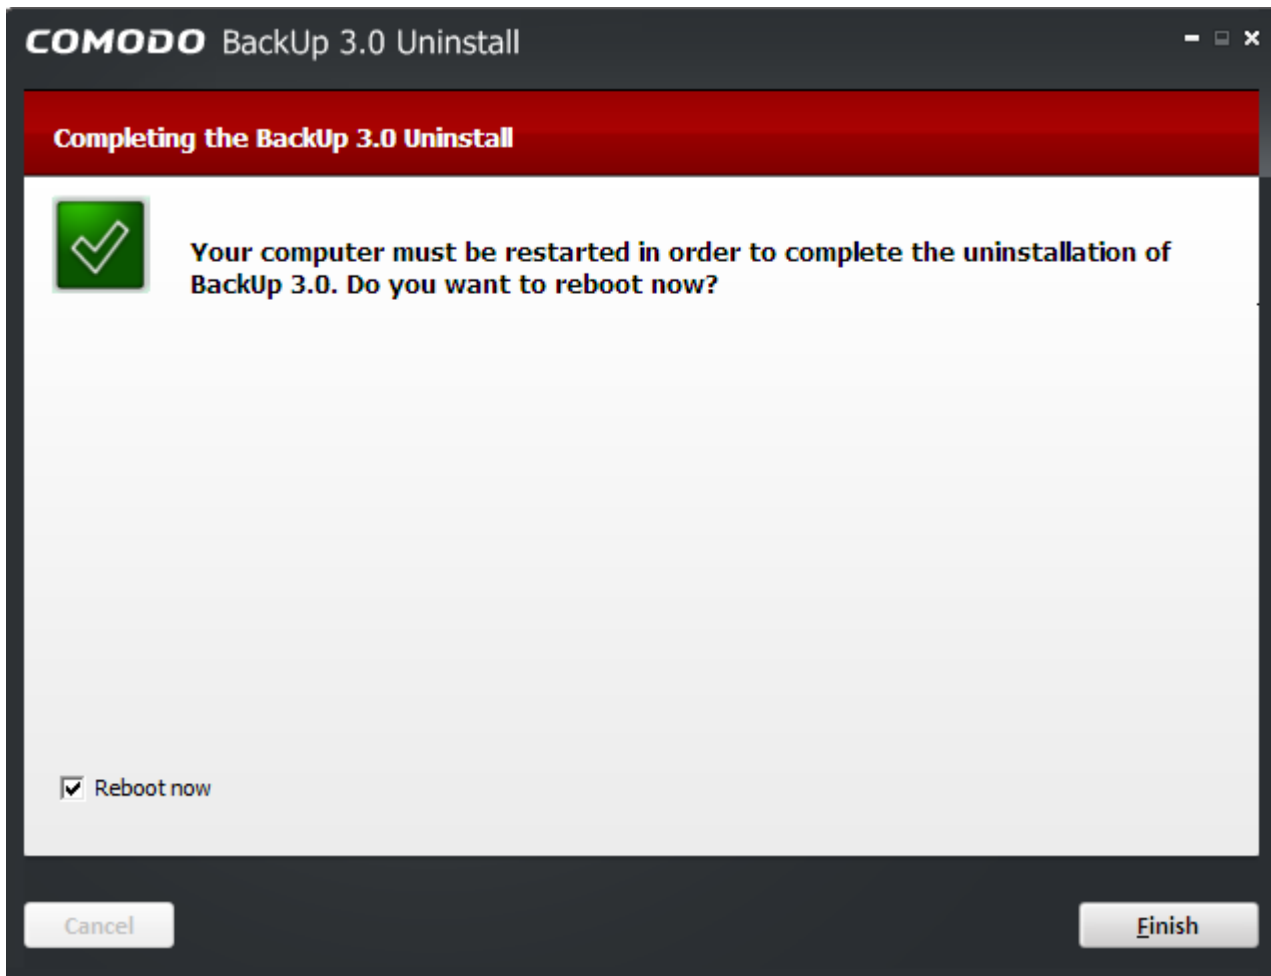 COMODO BackUp 3.0 Uninstall
Completing the BackUp 3.0 Uninstall
Your computer must be restarted in order to complete the uninstallation of
BackUp 3.0. Do you want to reboot now?
Reboot now
Cancel
Finish